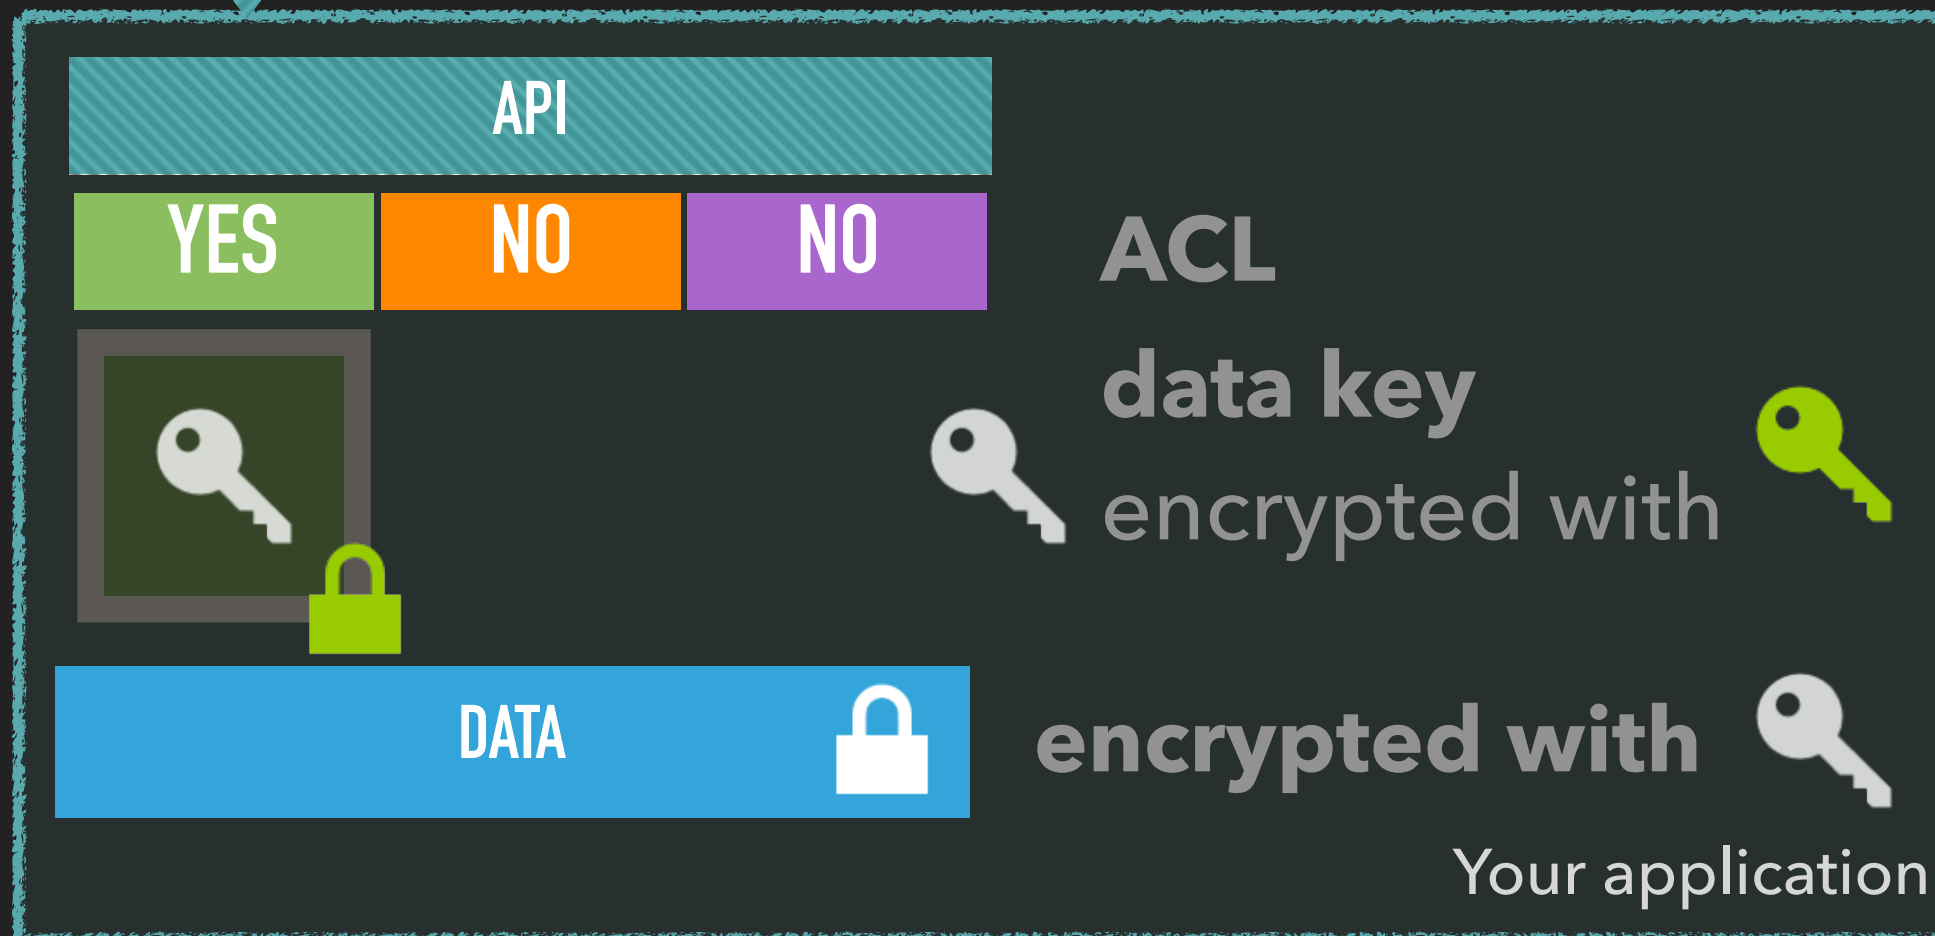 API
YES NO NO
ACL
data key
encrypted with
DATA
encrypted with
Your application